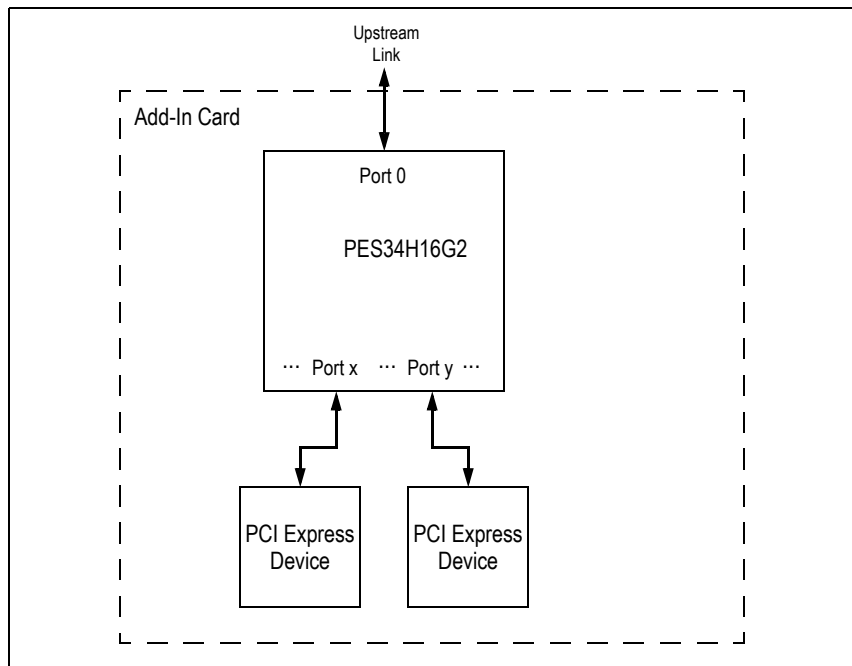 Upstream
Link
Add-In Card
Port 0
PES34H16G2
··· Port x ··· Port y ···
PCI Express
Device
PCI Express
Device